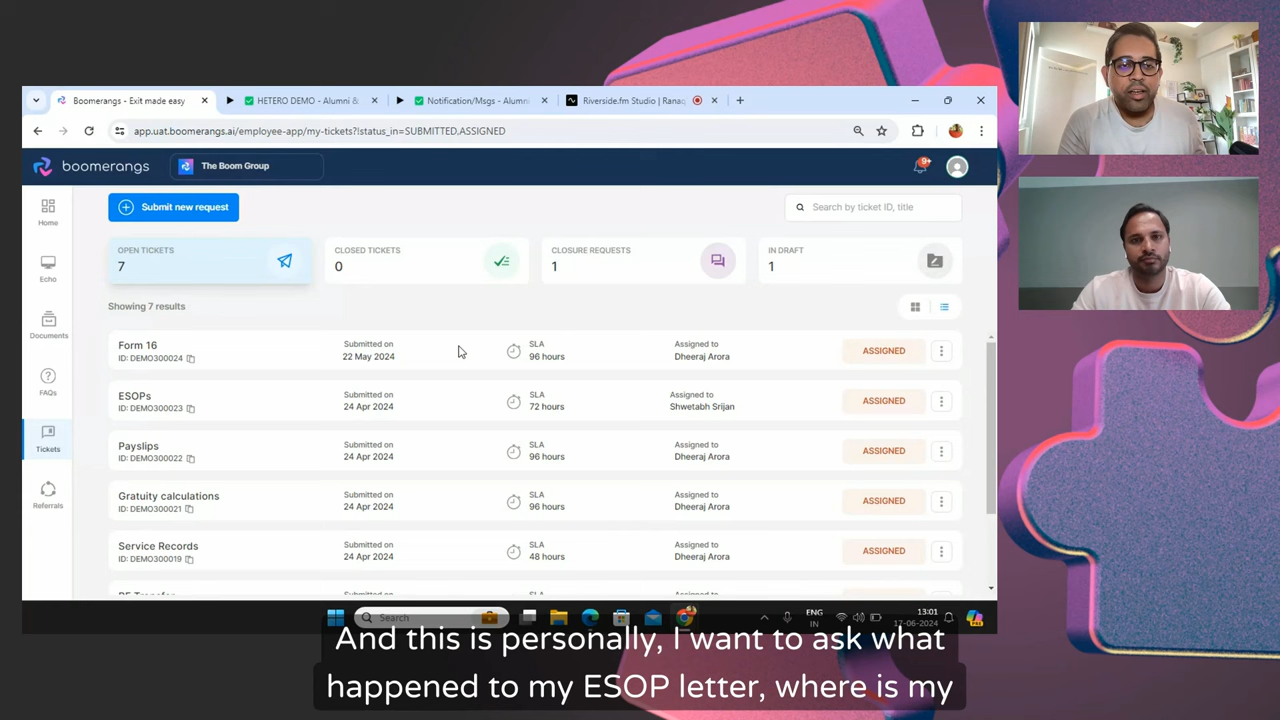 Boomerangs - Exit made easy
HETERO DEMO - Alumni &
Notification/Msgs - Alumni
Riverside.fm Studio | Ranaq
app.uat.boomerangs.ai/employee-app/my-tickets?status_in=SUBMITTED,ASSIGNED
boomerangs
The Boom Group
9+
Home
Echo
Documents
FAQs
Tickets
Referrals
Submit new request
Search by ticket ID, title
OPEN TICKETS
7
CLOSED TICKETS
0
CLOSURE REQUESTS
1
IN DRAFT
1
Showing 7 results
Form 16
ID: DEMO300024
Submitted on
22 May 2024
SLA
96 hours
Assigned to
Dheeraj Arora
ASSIGNED
ESOPs
ID: DEMO300023
Submitted on
24 Apr 2024
SLA
72 hours
Assigned to
Shwetabh Srijan
ASSIGNED
Payslips
ID: DEMO300022
Submitted on
24 Apr 2024
SLA
96 hours
Assigned to
Dheeraj Arora
ASSIGNED
Gratuity calculations
ID: DEMO300021
Submitted on
24 Apr 2024
SLA
96 hours
Assigned to
Dheeraj Arora
ASSIGNED
Service Records
ID: DEMO300019
Submitted on
24 Apr 2024
SLA
48 hours
Assigned to
Dheeraj Arora
ASSIGNED
Search
ENG
IN
13:01
17-06-2024
And this is personally, I want to ask what
happened to my ESOP letter, where is my